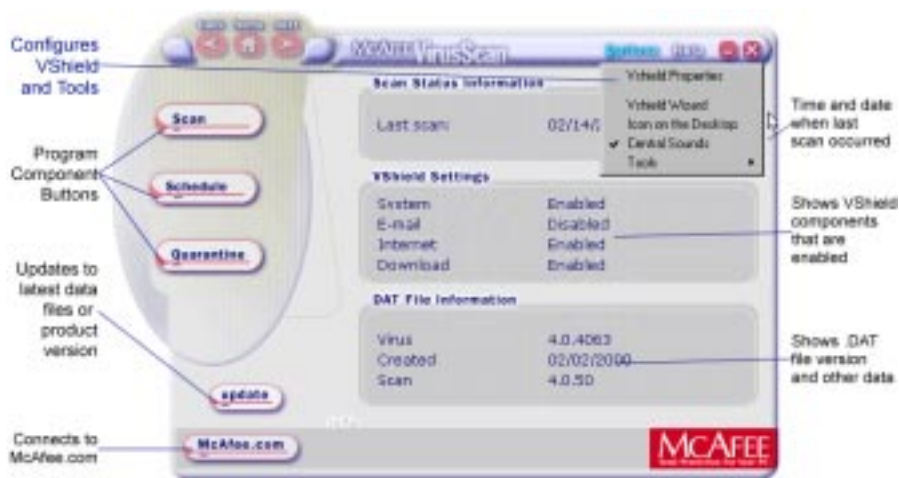 Configures
VShield
and Tools
Program
Component
Buttons
Updates to
latest data
files or
product
version
Connects to
McAfee.com
McAfee VirusScan
Options Help
Vshield Properties
Vshield Wizard
Icon on the Desktop
Central Sounds
Tools
Scan
Schedule
Quarantine
update
McAfee.com
Scan Status Information
Last scan: 02/14/
VShield Settings
System Enabled
E-mail Disabled
Internet Enabled
Download Enabled
DAT File Information
Virus 4.0.4063
Created 02/02/2000
Scan 4.0.50
McAFEE
Time and date
when last
scan occurred
Shows VShield
components
that are
enabled
Shows .DAT
file version
and other data